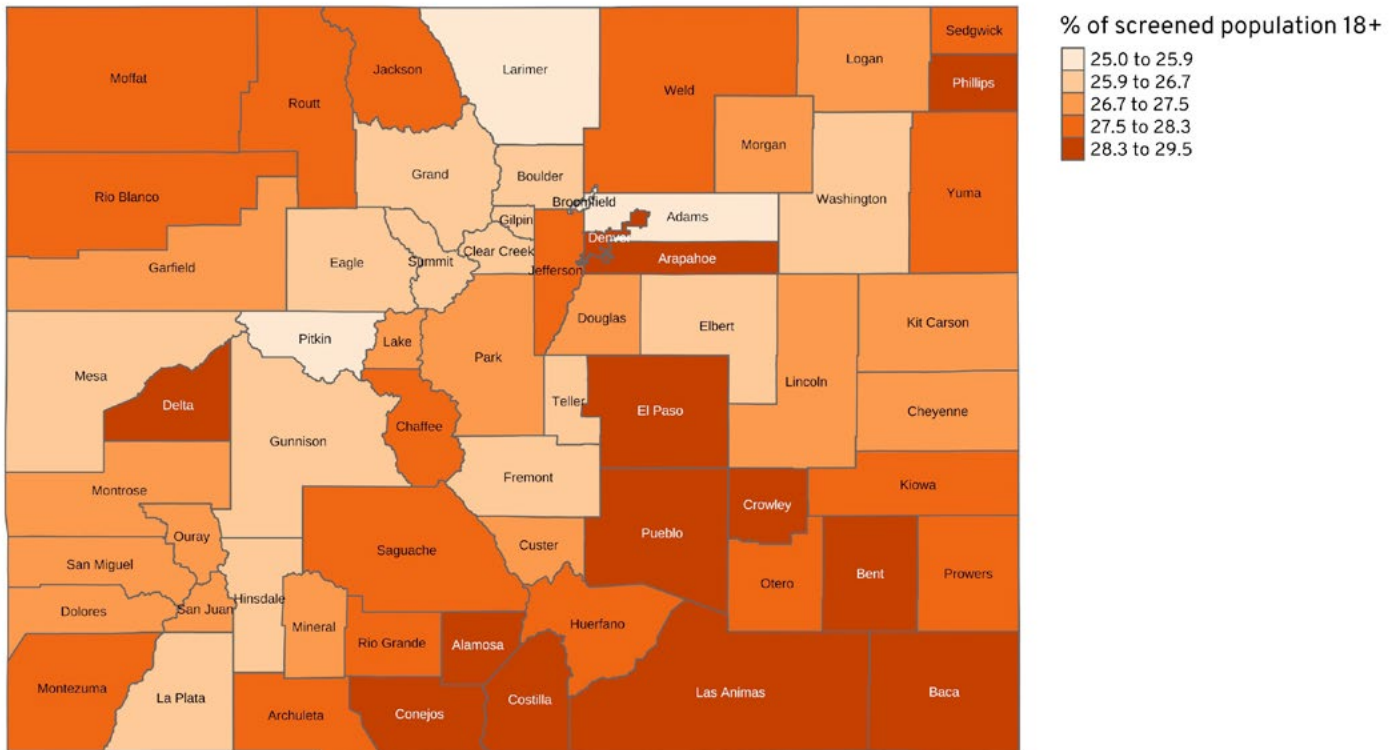 % of screened population 18+
25.0 to 25.9
25.9 to 26.7
26.7 to 27.5
27.5 to 28.3
28.3 to 29.5
Moffat
Routt
Jackson
Larimer
Weld
Logan
Sedgwick
Phillips
Rio Blanco
Grand
Boulder
Morgan
Washington
Yuma
Broomfield
Adams
Gilpin
Denver
Garfield
Eagle
Summit
Clear Creek
Jefferson
Arapahoe
Mesa
Pitkin
Lake
Park
Douglas
Elbert
Kit Carson
Delta
Gunnison
Chaffee
Teller
El Paso
Lincoln
Cheyenne
Montrose
Fremont
Crowley
Kiowa
Ouray
San Miguel
Saguache
Custer
Pueblo
Otero
Bent
Prowers
Dolores
San Juan
Hinsdale
Mineral
Rio Grande
Alamosa
Huerfano
Montezuma
La Plata
Archuleta
Conejos
Costilla
Las Animas
Baca